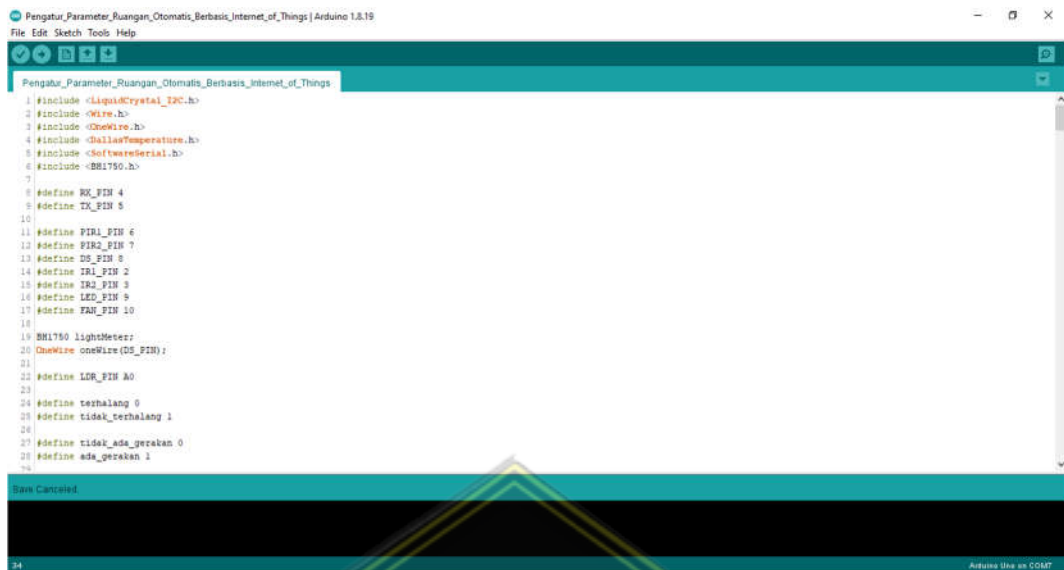 Pengatur_Parameter_Ruangan_Otomatis_Berbasis_Internet_of_Things | Arduino 1.8.19
File Edit Sketch Tools Help
Pengatur_Parameter_Ruangan_Otomatis_Berbasis_Internet_of_Things
1 #include <LiquidCrystal_I2C.h>
2 #include <Wire.h>
3 #include <OneWire.h>
4 #include <DallasTemperature.h>
5 #include <SoftwareSerial.h>
6 #include <BH1750.h>
7
8 #define RX_PIN 4
9 #define TX_PIN 5
10
11 #define PIR1_PIN 6
12 #define PIR2_PIN 7
13 #define DS_PIN 8
14 #define IR1_PIN 2
15 #define IR2_PIN 3
16 #define LED_PIN 9
17 #define FAN_PIN 10
18
19 BH1750 lightMeter;
20 OneWire oneWire(DS_PIN);
21
22 #define LDR_PIN A0
23
24 #define terhalang 0
25 #define tidak_terhalang 1
26
27 #define tidak_ada_gerakan 0
28 #define ada_gerakan 1
29
Save Canceled.
34 Arduino Uno on COM7